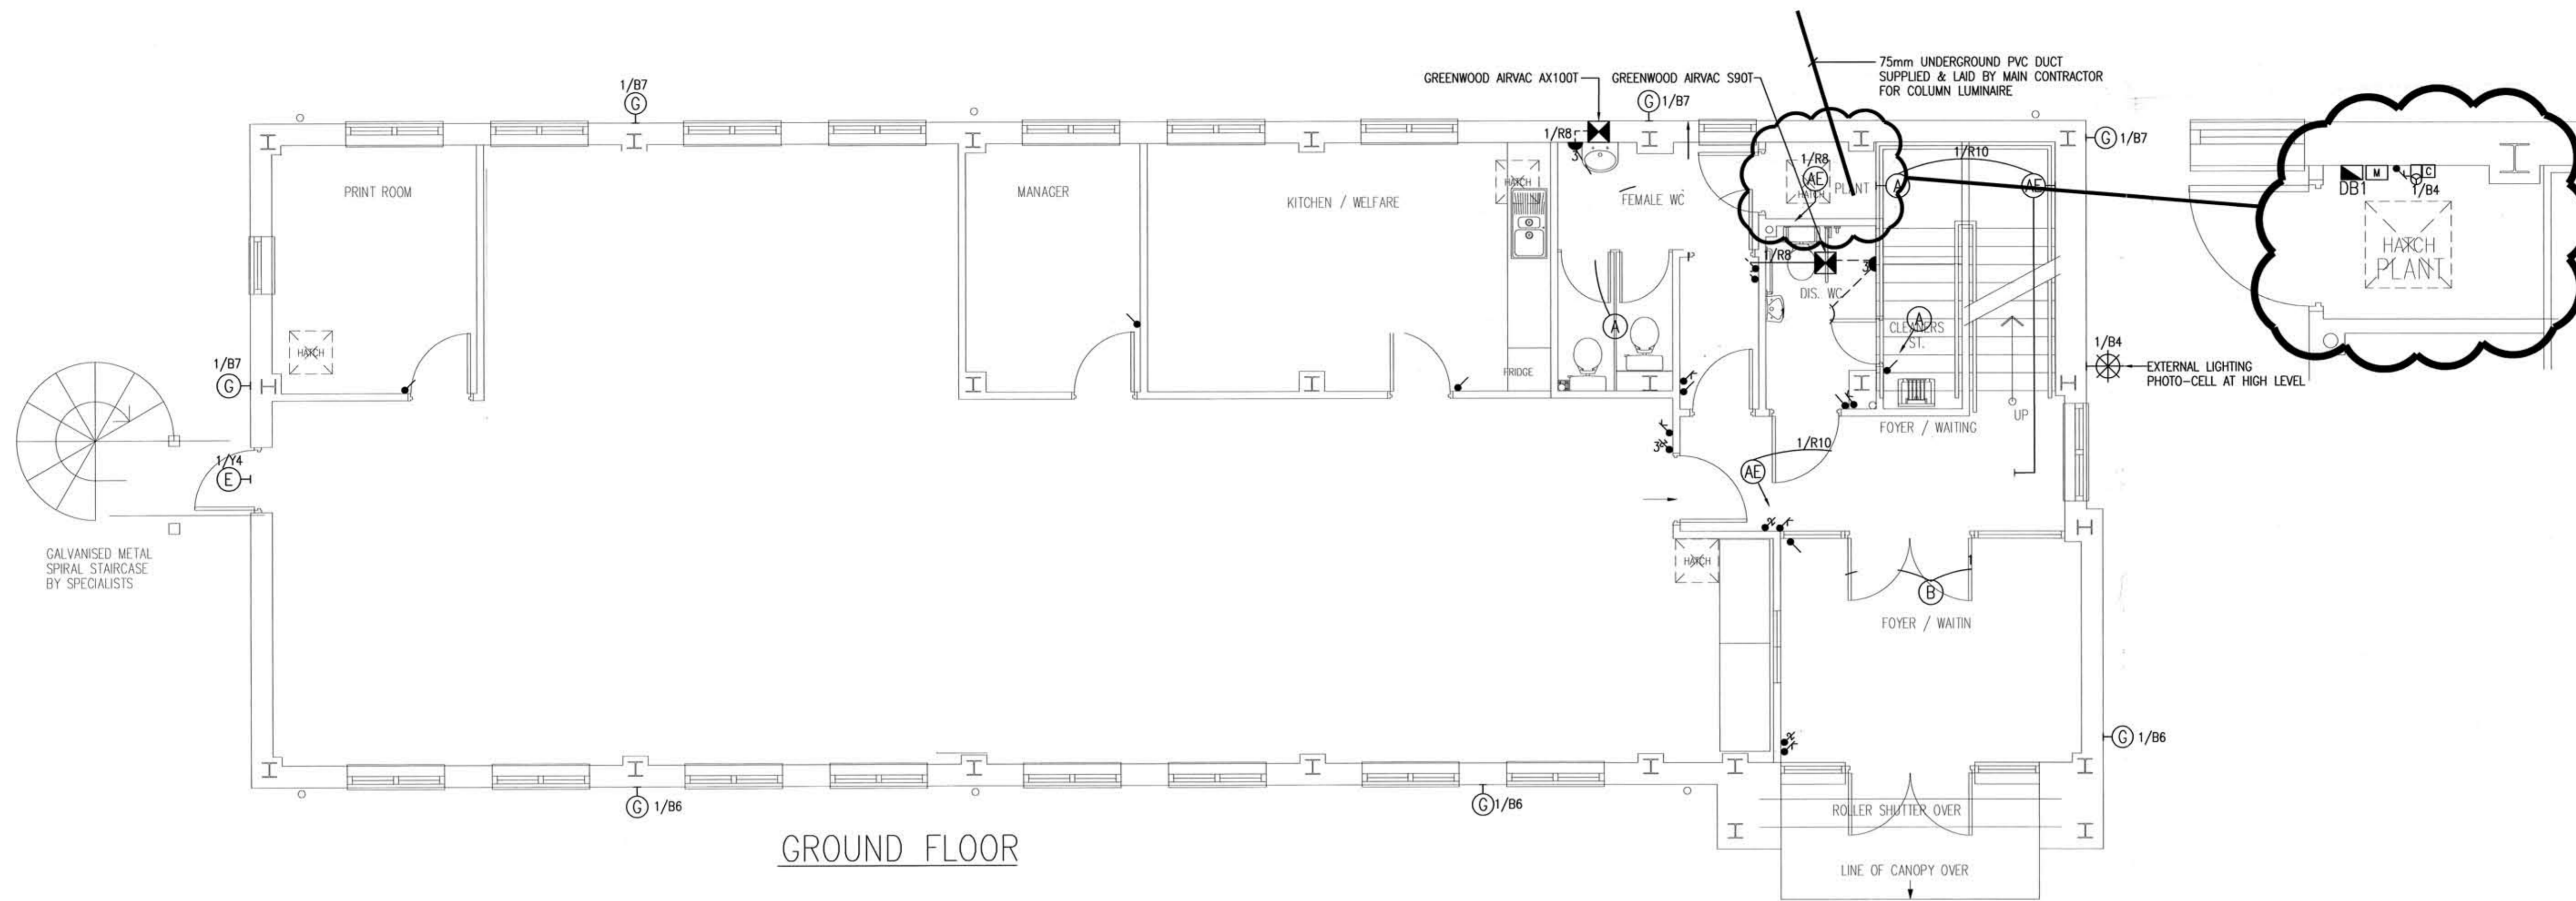 75mm UNDERGROUND PVC DUCT
SUPPLIED & LAID BY MAIN CONTRACTOR
FOR COLUMN LUMINAIRE
GREENWOOD AIRVAC AX100T
GREENWOOD AIRVAC S90T
1/B7
G
G 1/B7
G 1/B7
1/R8
3
1/R8
AE
HATCH
PLANT
A
1/R10
AE
DB1
M
C
1/B4
HATCH
PLANT
PRINT ROOM
MANAGER
KITCHEN / WELFARE
HATCH
FEMALE WC
1/R8
3
DIS. WC
A
A
CLEANERS
ST.
HATCH
FRIDGE
1/B7
G
1/B4
EXTERNAL LIGHTING
PHOTO-CELL AT HIGH LEVEL
UP
FOYER / WAITING
1/R10
AE
3
1/Y4
E
GALVANISED METAL
SPIRAL STAIRCASE
BY SPECIALISTS
HATCH
B
FOYER / WAITIN
G 1/B6
G 1/B6
G 1/B6
ROLLER SHUTTER OVER
GROUND FLOOR
LINE OF CANOPY OVER